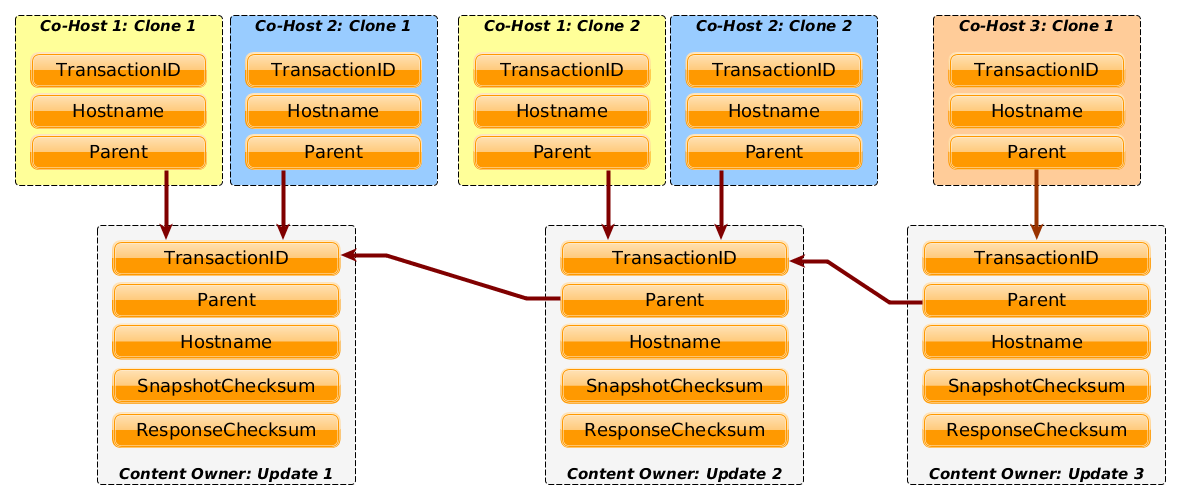 Co-Host 1: Clone 1
TransactionID
Hostname
Parent
Co-Host 2: Clone 1
TransactionID
Hostname
Parent
Co-Host 1: Clone 2
TransactionID
Hostname
Parent
Co-Host 2: Clone 2
TransactionID
Hostname
Parent
Co-Host 3: Clone 1
TransactionID
Hostname
Parent
TransactionID
Parent
Hostname
SnapshotChecksum
ResponseChecksum
Content Owner: Update 1
TransactionID
Parent
Hostname
SnapshotChecksum
ResponseChecksum
Content Owner: Update 2
TransactionID
Parent
Hostname
SnapshotChecksum
ResponseChecksum
Content Owner: Update 3